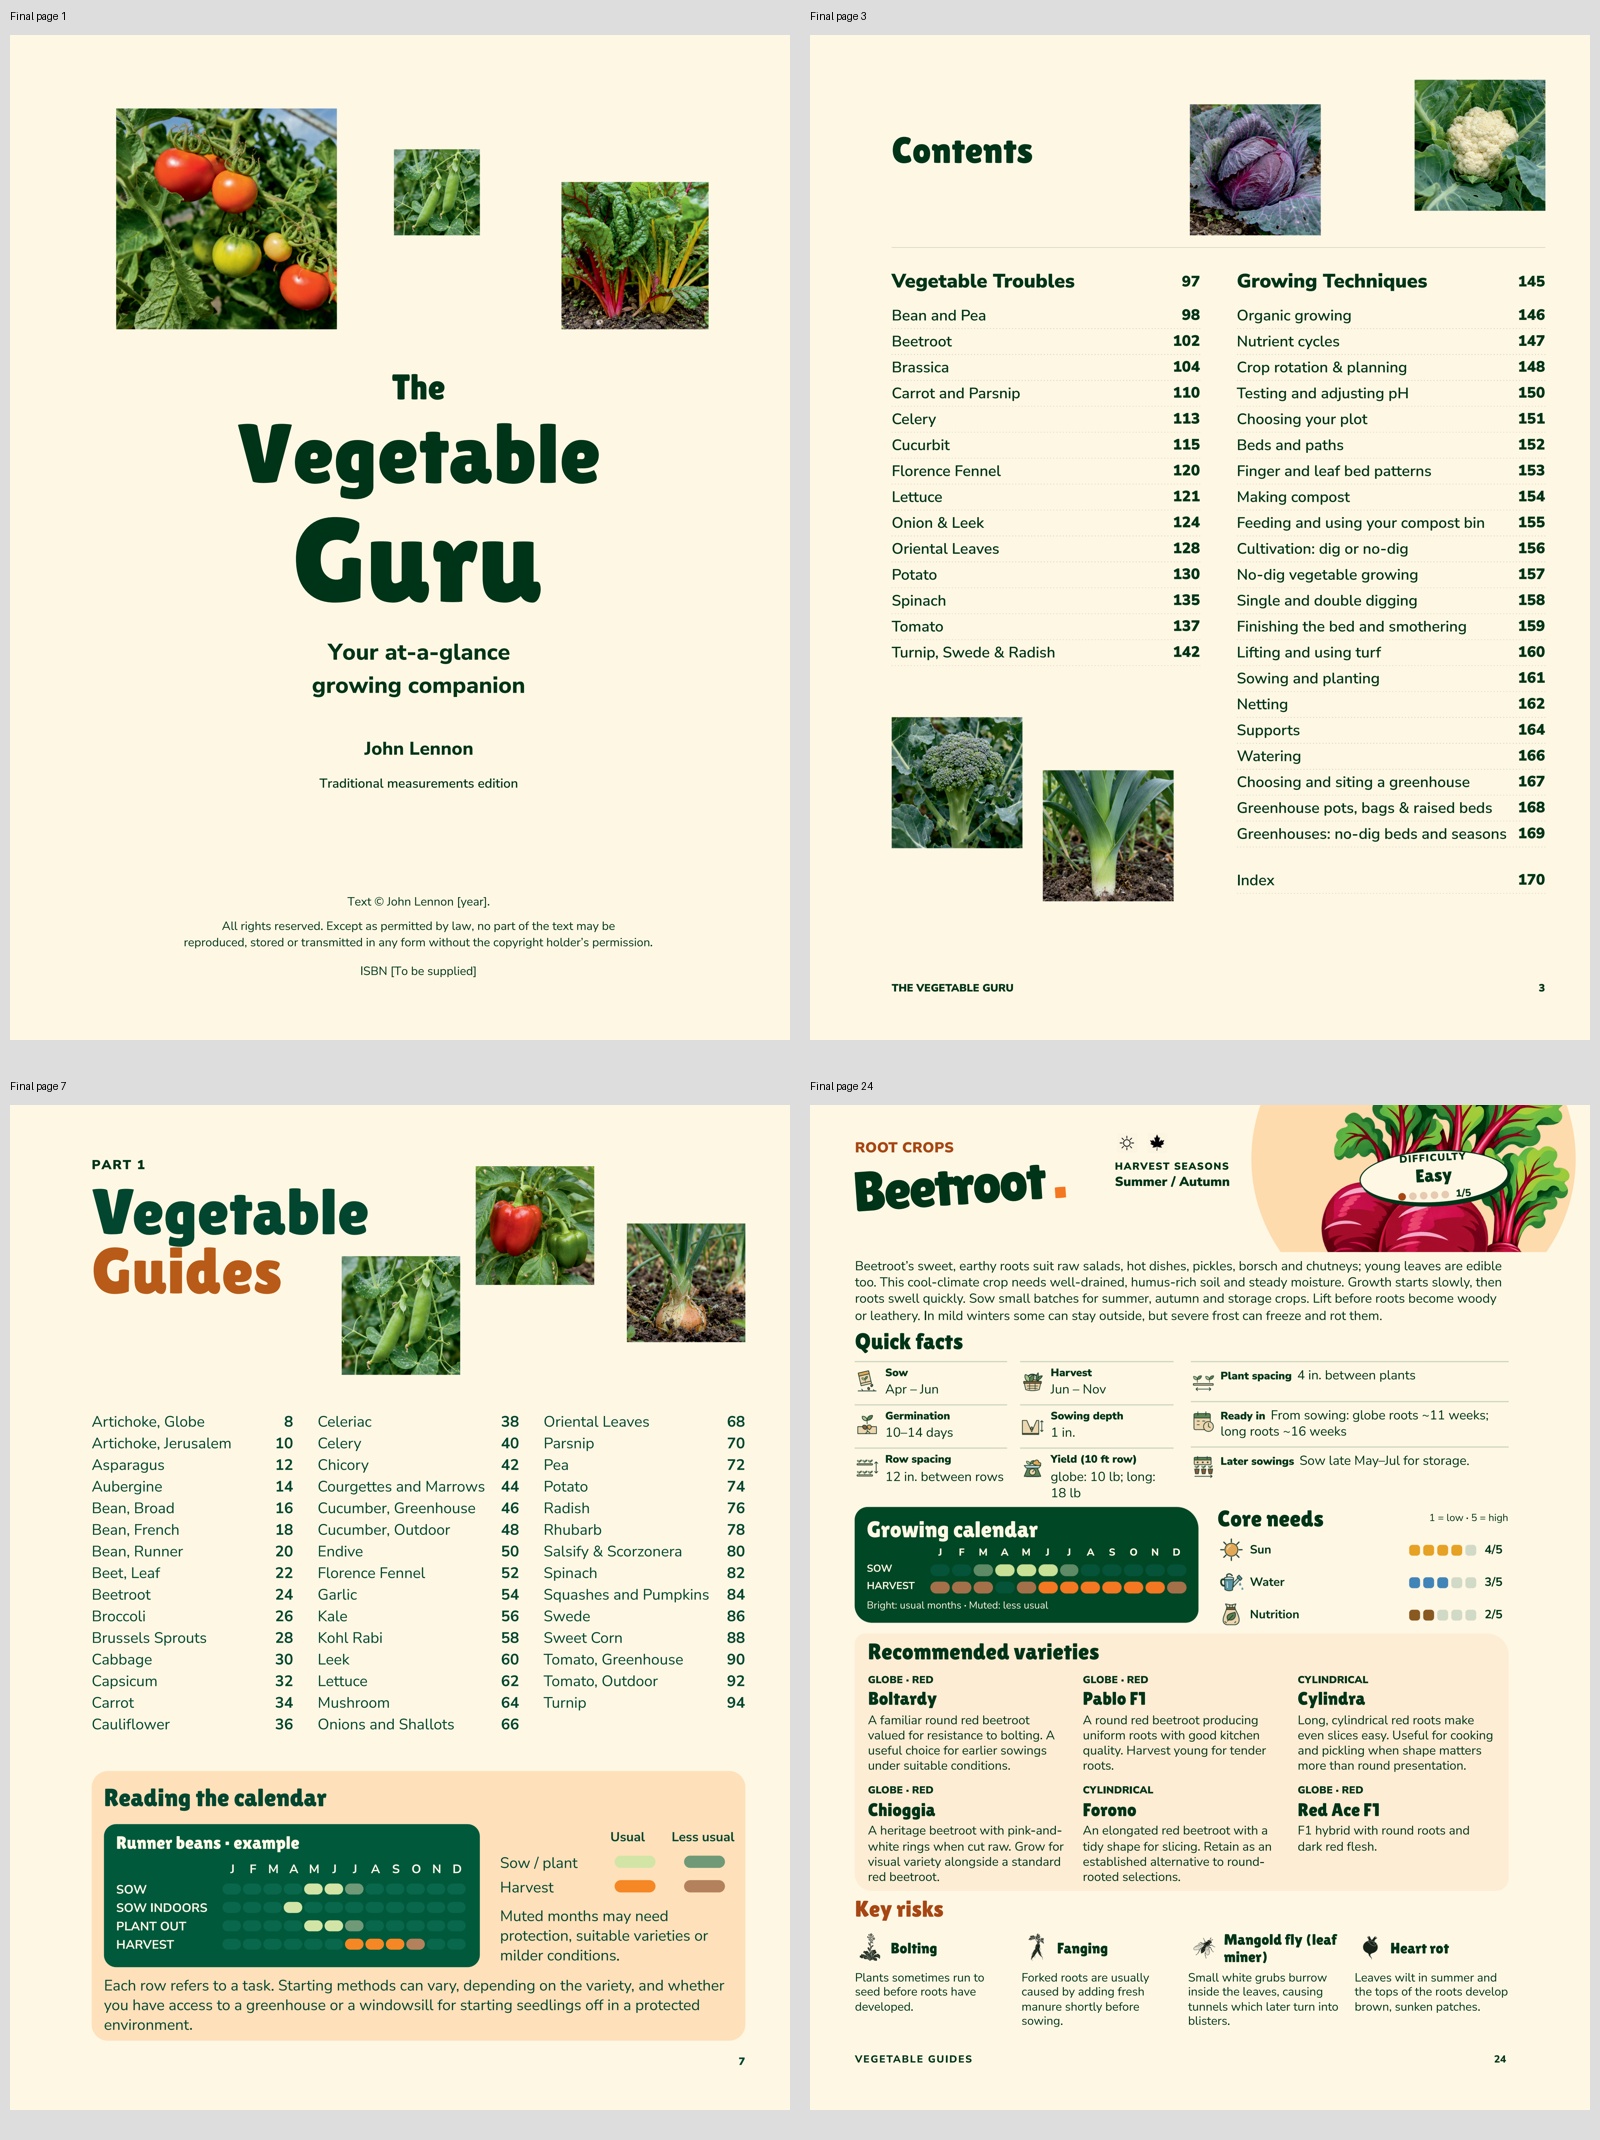 Final page 1
The
Vegetable
Guru
Your at-a-glance
growing companion
John Lennon
Traditional measurements edition
Text © John Lennon [year].
All rights reserved. Except as permitted by law, no part of the text may be
reproduced, stored or transmitted in any form without the copyright holder's permission.
ISBN [To be supplied]
Final page 3
Contents
Vegetable Troubles 97
Bean and Pea 98
Beetroot 102
Brassica 104
Carrot and Parsnip 110
Celery 113
Cucurbit 115
Florence Fennel 120
Lettuce 121
Onion & Leek 124
Oriental Leaves 128
Potato 130
Spinach 135
Tomato 137
Turnip, Swede & Radish 142
Growing Techniques 145
Organic growing 146
Nutrient cycles 147
Crop rotation & planning 148
Testing and adjusting pH 150
Choosing your plot 151
Beds and paths 152
Finger and leaf bed patterns 153
Making compost 154
Feeding and using your compost bin 155
Cultivation: dig or no-dig 156
No-dig vegetable growing 157
Single and double digging 158
Finishing the bed and smothering 159
Lifting and using turf 160
Sowing and planting 161
Netting 162
Supports 164
Watering 166
Choosing and siting a greenhouse 167
Greenhouse pots, bags & raised beds 168
Greenhouses: no-dig beds and seasons 169
Index 170
THE VEGETABLE GURU 3
Final page 7
PART 1
Vegetable
Guides
Artichoke, Globe 8
Artichoke, Jerusalem 10
Asparagus 12
Aubergine 14
Bean, Broad 16
Bean, French 18
Bean, Runner 20
Beet, Leaf 22
Beetroot 24
Broccoli 26
Brussels Sprouts 28
Cabbage 30
Capsicum 32
Carrot 34
Cauliflower 36
Celeriac 38
Celery 40
Chicory 42
Courgettes and Marrows 44
Cucumber, Greenhouse 46
Cucumber, Outdoor 48
Endive 50
Florence Fennel 52
Garlic 54
Kale 56
Kohl Rabi 58
Leek 60
Lettuce 62
Mushroom 64
Onions and Shallots 66
Oriental Leaves 68
Parsnip 70
Pea 72
Potato 74
Radish 76
Rhubarb 78
Salsify & Scorzonera 80
Spinach 82
Squashes and Pumpkins 84
Swede 86
Sweet Corn 88
Tomato, Greenhouse 90
Tomato, Outdoor 92
Turnip 94
Reading the calendar
Runner beans · example
J F M A M J J A S O N D
SOW
SOW INDOORS
PLANT OUT
HARVEST
Usual Less usual
Sow / plant
Harvest
Muted months may need
protection, suitable varieties or
milder conditions.
Each row refers to a task. Starting methods can vary, depending on the variety, and whether
you have access to a greenhouse or a windowsill for starting seedlings off in a protected
environment.
7
Final page 24
ROOT CROPS
Beetroot
HARVEST SEASONS
Summer / Autumn
DIFFICULTY
Easy
1/5
Beetroot's sweet, earthy roots suit raw salads, hot dishes, pickles, borsch and chutneys; young leaves are edible
too. This cool-climate crop needs well-drained, humus-rich soil and steady moisture. Growth starts slowly, then
roots swell quickly. Sow small batches for summer, autumn and storage crops. Lift before roots become woody
or leathery. In mild winters some can stay outside, but severe frost can freeze and rot them.
Quick facts
Sow
Apr – Jun
Harvest
Jun – Nov
Plant spacing 4 in. between plants
Germination
10–14 days
Sowing depth
1 in.
Ready in From sowing: globe roots ~11 weeks;
long roots ~16 weeks
Row spacing
12 in. between rows
Yield (10 ft row)
globe: 10 lb; long:
18 lb
Later sowings Sow late May–Jul for storage.
Growing calendar
J F M A M J J A S O N D
SOW
HARVEST
Bright: usual months · Muted: less usual
Core needs 1 = low · 5 = high
Sun 4/5
Water 3/5
Nutrition 2/5
Recommended varieties
GLOBE · RED
Boltardy
A familiar round red beetroot
valued for resistance to bolting. A
useful choice for earlier sowings
under suitable conditions.
GLOBE · RED
Pablo F1
A round red beetroot producing
uniform roots with good kitchen
quality. Harvest young for tender
roots.
CYLINDRICAL
Cylindra
Long, cylindrical red roots make
even slices easy. Useful for cooking
and pickling when shape matters
more than round presentation.
GLOBE · RED
Chioggia
A heritage beetroot with pink-and-
white rings when cut raw. Grow for
visual variety alongside a standard
red beetroot.
CYLINDRICAL
Forono
An elongated red beetroot with a
tidy shape for slicing. Retain as an
established alternative to round-
rooted selections.
GLOBE · RED
Red Ace F1
F1 hybrid with round roots and
dark red flesh.
Key risks
Bolting
Plants sometimes run to
seed before roots have
developed.
Fanging
Forked roots are usually
caused by adding fresh
manure shortly before
sowing.
Mangold fly (leaf
miner)
Small white grubs burrow
inside the leaves, causing
tunnels which later turn into
blisters.
Heart rot
Leaves wilt in summer and
the tops of the roots develop
brown, sunken patches.
VEGETABLE GUIDES 24